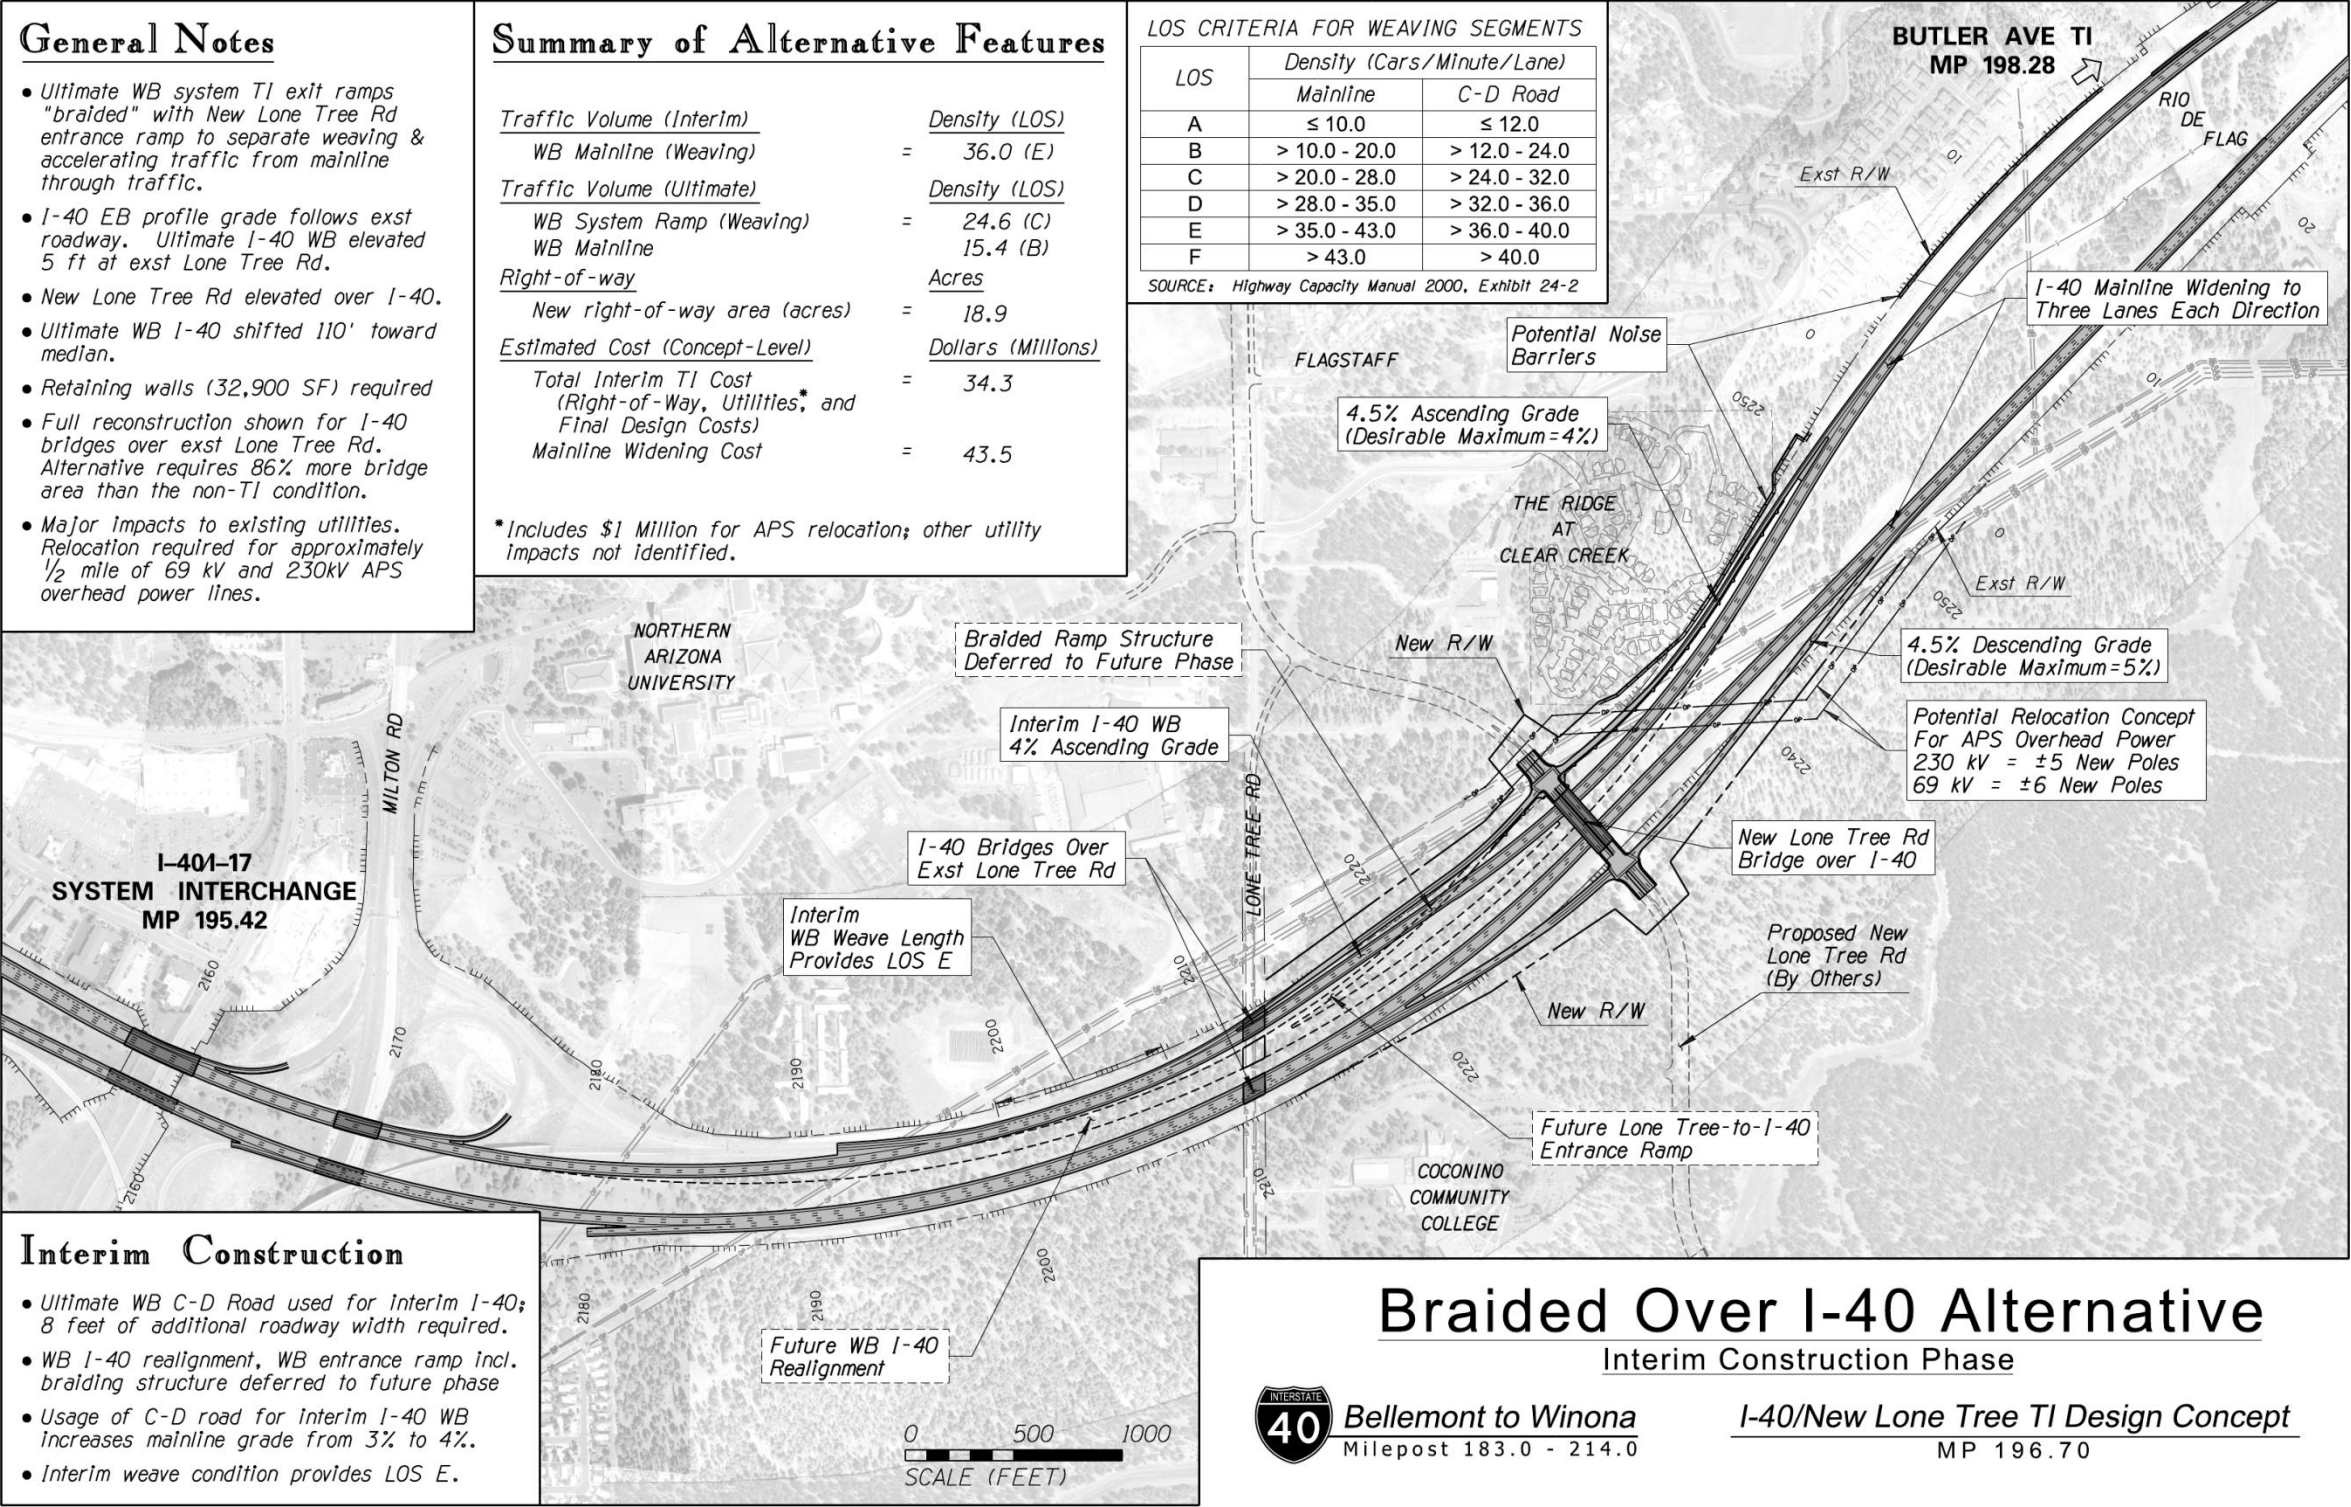 General Notes
• Ultimate WB system TI exit ramps
"braided" with New Lone Tree Rd
entrance ramp to separate weaving &
accelerating traffic from mainline
through traffic.
• I-40 EB profile grade follows exst
roadway. Ultimate I-40 WB elevated
5 ft at exst Lone Tree Rd.
• New Lone Tree Rd elevated over I-40.
• Ultimate WB I-40 shifted 110' toward
median.
• Retaining walls (32,900 SF) required
• Full reconstruction shown for I-40
bridges over exst Lone Tree Rd.
Alternative requires 86% more bridge
area than the non-TI condition.
• Major impacts to existing utilities.
Relocation required for approximately
1/2 mile of 69 kV and 230kV APS
overhead power lines.
Summary of Alternative Features
Traffic Volume (Interim) Density (LOS)
WB Mainline (Weaving) = 36.0 (E)
Traffic Volume (Ultimate) Density (LOS)
WB System Ramp (Weaving) = 24.6 (C)
WB Mainline 15.4 (B)
Right-of-way Acres
New right-of-way area (acres) = 18.9
Estimated Cost (Concept-Level) Dollars (Millions)
Total Interim TI Cost = 34.3
(Right-of-Way, Utilities*, and
Final Design Costs)
Mainline Widening Cost = 43.5
*Includes $1 Million for APS relocation; other utility
impacts not identified.
LOS CRITERIA FOR WEAVING SEGMENTS
LOS Density (Cars/Minute/Lane)
Mainline C-D Road
A ≤ 10.0 ≤ 12.0
B > 10.0 - 20.0 > 12.0 - 24.0
C > 20.0 - 28.0 > 24.0 - 32.0
D > 28.0 - 35.0 > 32.0 - 36.0
E > 35.0 - 43.0 > 36.0 - 40.0
F > 43.0 > 40.0
SOURCE: Highway Capacity Manual 2000, Exhibit 24-2
BUTLER AVE TI
MP 198.28
RIO
DE
FLAG
10
Exst R/W
20
I-40 Mainline Widening to
Three Lanes Each Direction
0
Potential Noise
Barriers
FLAGSTAFF
10
2250
4.5% Ascending Grade
(Desirable Maximum=4%)
THE RIDGE
AT
CLEAR CREEK
0
Exst R/W
2250
NORTHERN
ARIZONA
UNIVERSITY
Braided Ramp Structure
Deferred to Future Phase
New R/W
4.5% Descending Grade
(Desirable Maximum=5%)
Interim I-40 WB
4% Ascending Grade
Potential Relocation Concept
For APS Overhead Power
230 kV = ±5 New Poles
69 kV = ±6 New Poles
2240
MILTON RD
LONE TREE RD
I-40 Bridges Over
Exst Lone Tree Rd
New Lone Tree Rd
Bridge over I-40
2220
I-40/I-17
SYSTEM INTERCHANGE
MP 195.42
Interim
WB Weave Length
Provides LOS E
Proposed New
Lone Tree Rd
(By Others)
2160
2210
New R/W
2170
2180
2190
2200
2220
Future Lone Tree-to-I-40
Entrance Ramp
2160
2210
COCONINO
COMMUNITY
COLLEGE
2180
2190
2200
Future WB I-40
Realignment
Interim Construction
• Ultimate WB C-D Road used for interim I-40;
8 feet of additional roadway width required.
• WB I-40 realignment, WB entrance ramp incl.
braiding structure deferred to future phase
• Usage of C-D road for interim I-40 WB
increases mainline grade from 3% to 4%.
• Interim weave condition provides LOS E.
0 500 1000
SCALE (FEET)
Braided Over I-40 Alternative
Interim Construction Phase
INTERSTATE
40
Bellemont to Winona
Milepost 183.0 - 214.0
I-40/New Lone Tree TI Design Concept
MP 196.70